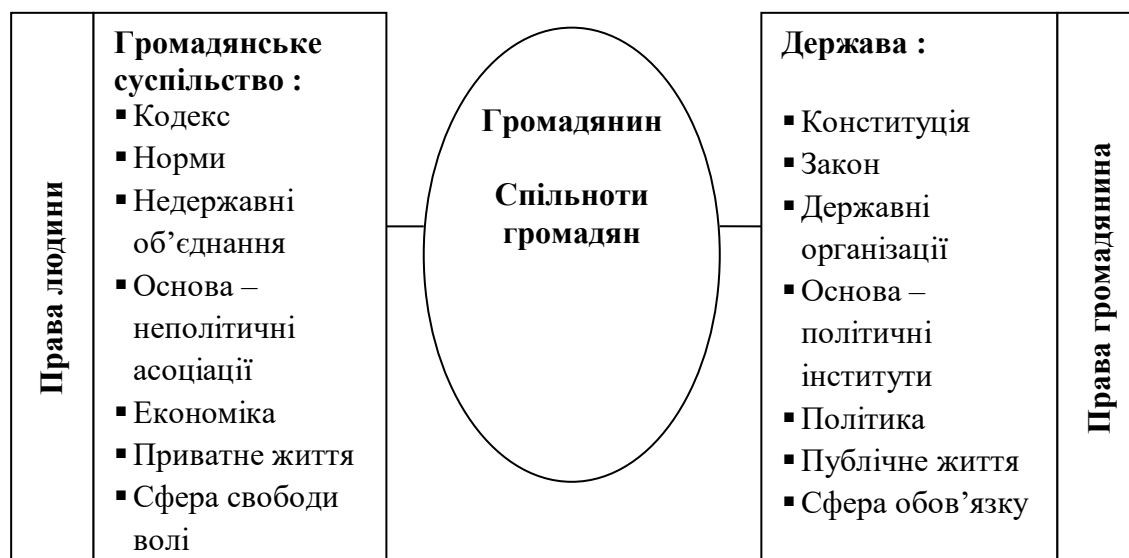 Права людини
Громадянське
суспільство :
▪ Кодекс
▪ Норми
▪ Недержавні
об’єднання
▪ Основа –
неполітичні
асоціації
▪ Економіка
▪ Приватне життя
▪ Сфера свободи
волі
Громадянин
Спільноти
громадян
Держава :
▪ Конституція
▪ Закон
▪ Державні
організації
▪ Основа –
політичні
інститути
▪ Політика
▪ Публічне життя
▪ Сфера обов’язку
Права громадянина